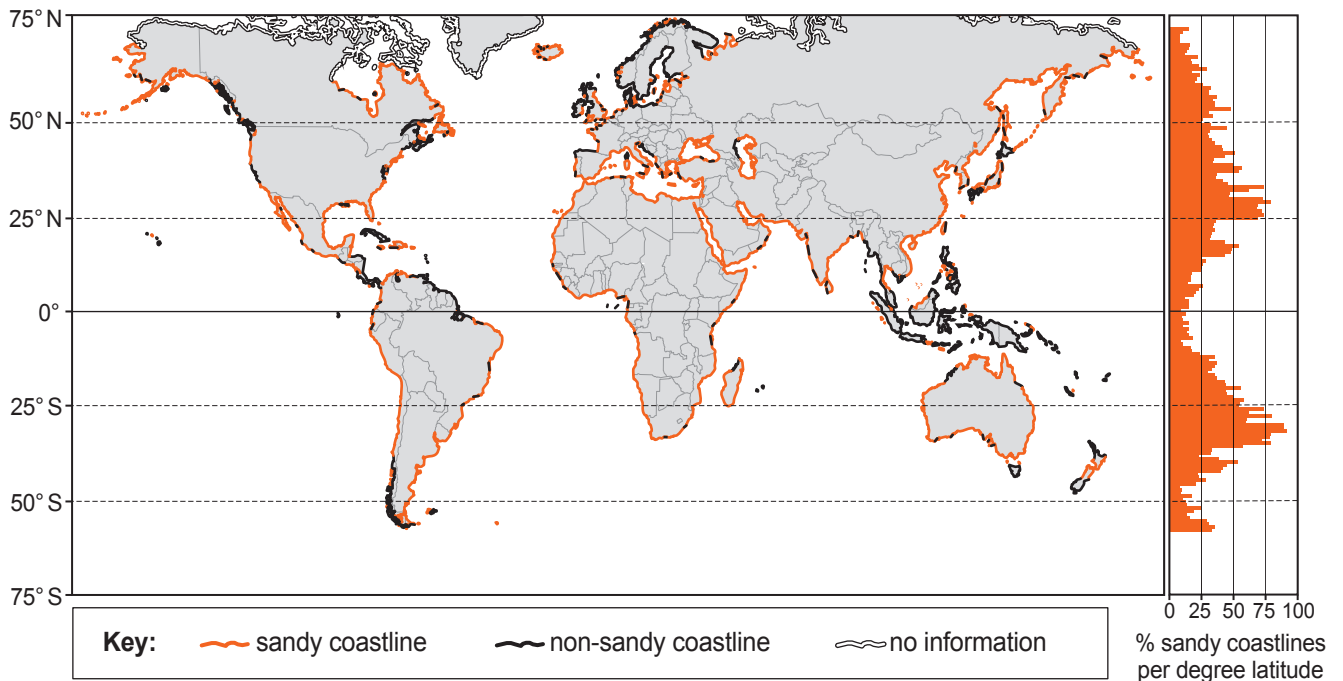 75° N
50° N
25° N
0°
25° S
50° S
75° S
0 25 50 75 100
% sandy coastlines
per degree latitude
Key: sandy coastline non-sandy coastline no information